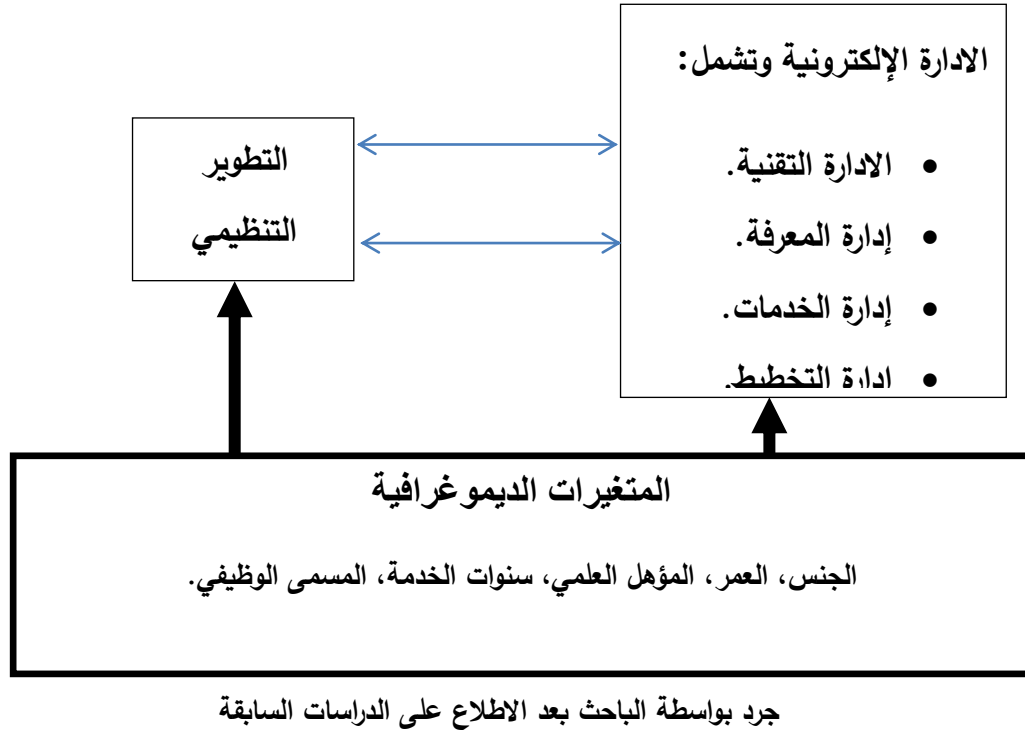 الادارة الإلكترونية وتشمل:
• الادارة التقنية.
• إدارة المعرفة.
• إدارة الخدمات.
• ادارة التخطيط.
التطوير
التنظيمي
المتغيرات الديموغرافية
الجنس، العمر، المؤهل العلمي، سنوات الخدمة، المسمى الوظيفي.
جرد بواسطة الباحث بعد الاطلاع على الدراسات السابقة